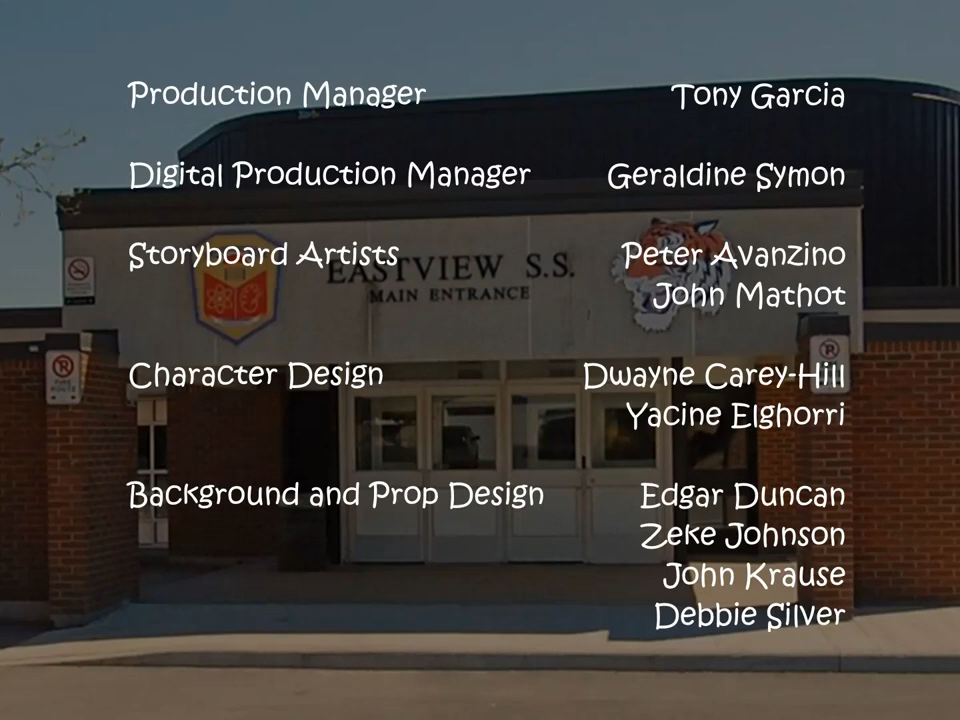 Production Manager Tony Garcia
Digital Production Manager Geraldine Symon
Storyboard Artists Peter Avanzino
John Mathot
EASTVIEW S.S.
MAIN ENTRANCE
Character Design Dwayne Carey-Hill
Yacine Elghorri
Background and Prop Design Edgar Duncan
Zeke Johnson
John Krause
Debbie Silver